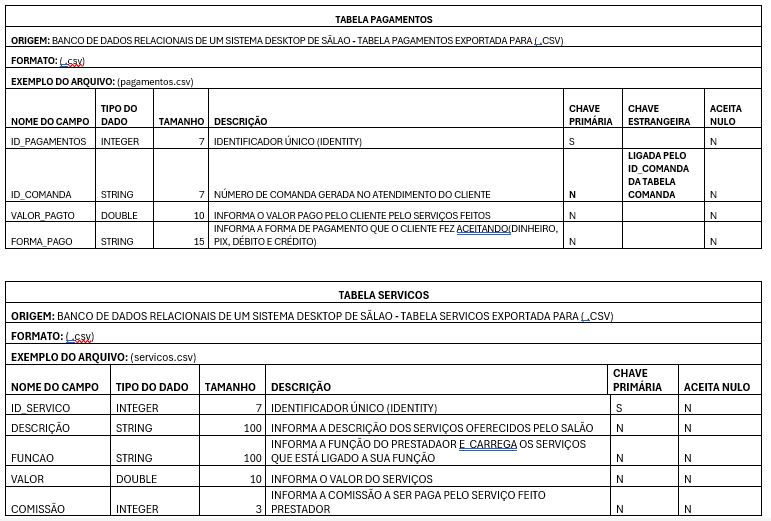 TABELA PAGAMENTOS
ORIGEM: BANCO DE DADOS RELACIONAIS DE UM SISTEMA DESKTOP DE SÃLAO - TABELA PAGAMENTOS EXPORTADA PARA ( .CSV)
FORMATO: ( .csv)
EXEMPLO DO ARQUIVO: (pagamentos.csv)
NOME DO CAMPO TIPO DO DADO TAMANHO DESCRIÇÃO CHAVE PRIMÁRIA CHAVE ESTRANGEIRA ACEITA NULO
ID_PAGAMENTOS INTEGER 7 IDENTIFICADOR ÚNICO (IDENTITY) S N
ID_COMANDA STRING 7 NÚMERO DE COMANDA GERADA NO ATENDIMENTO DO CLIENTE N LIGADA PELO ID_COMANDA DA TABELA COMANDA N
VALOR_PAGTO DOUBLE 10 INFORMA O VALOR PAGO PELO CLIENTE PELO SERVIÇOS FEITOS N N
FORMA_PAGO STRING 15 INFORMA A FORMA DE PAGAMENTO QUE O CLIENTE FEZ ACEITANDO(DINHEIRO, PIX, DÉBITO E CRÉDITO) N N
TABELA SERVICOS
ORIGEM: BANCO DE DADOS RELACIONAIS DE UM SISTEMA DESKTOP DE SÃLAO - TABELA SERVICOS EXPORTADA PARA ( .CSV)
FORMATO: ( .csv)
EXEMPLO DO ARQUIVO: (servicos.csv)
NOME DO CAMPO TIPO DO DADO TAMANHO DESCRIÇÃO CHAVE PRIMÁRIA ACEITA NULO
ID_SERVICO INTEGER 7 IDENTIFICADOR ÚNICO (IDENTITY) S N
DESCRIÇÃO STRING 100 INFORMA A DESCRIÇÃO DOS SERVIÇOS OFERECIDOS PELO SALÃO N N
FUNCAO STRING 100 INFORMA A FUNÇÃO DO PRESTADAOR E CARREGA OS SERVIÇOS QUE ESTÁ LIGADO A SUA FUNÇÃO N N
VALOR DOUBLE 10 INFORMA O VALOR DO SERVIÇOS N N
COMISSÃO INTEGER 3 INFORMA A COMISSÃO A SER PAGA PELO SERVIÇO FEITO PRESTADOR N N